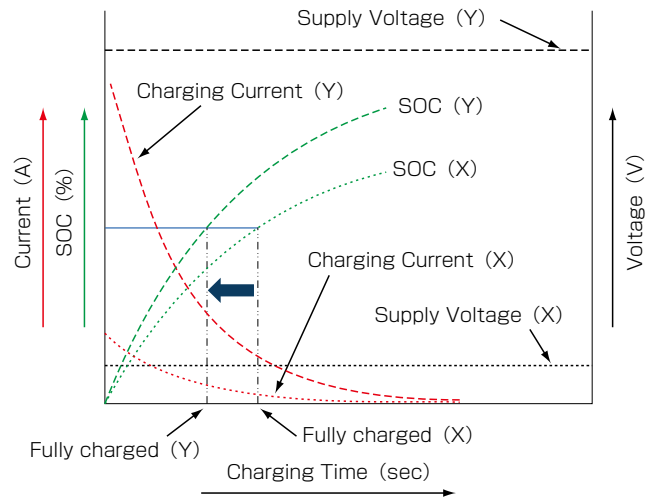 Supply Voltage (Y)
Charging Current (Y)
SOC (Y)
SOC (X)
Current (A)
SOC (%)
Voltage (V)
Charging Current (X)
Supply Voltage (X)
Fully charged (Y)
Fully charged (X)
Charging Time (sec)